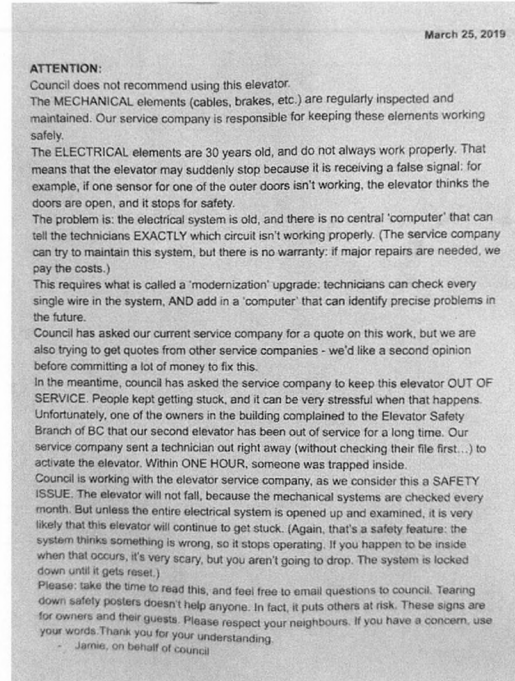 March 25, 2019
ATTENTION:
Council does not recommend using this elevator.
The MECHANICAL elements (cables, brakes, etc.) are regularly inspected and
maintained. Our service company is responsible for keeping these elements working
safely.
The ELECTRICAL elements are 30 years old, and do not always work properly. That
means that the elevator may suddenly stop because it is receiving a false signal: for
example, if one sensor for one of the outer doors isn't working, the elevator thinks the
doors are open, and it stops for safety.
The problem is: the electrical system is old, and there is no central 'computer' that can
tell the technicians EXACTLY which circuit isn't working properly. (The service company
can try to maintain this system, but there is no warranty: if major repairs are needed, we
pay the costs.)
This requires what is called a 'modernization' upgrade: technicians can check every
single wire in the system, AND add in a 'computer' that can identify precise problems in
the future.
Council has asked our current service company for a quote on this work, but we are
also trying to get quotes from other service companies - we'd like a second opinion
before committing a lot of money to fix this.
In the meantime, council has asked the service company to keep this elevator OUT OF
SERVICE. People kept getting stuck, and it can be very stressful when that happens.
Unfortunately, one of the owners in the building complained to the Elevator Safety
Branch of BC that our second elevator has been out of service for a long time. Our
service company sent a technician out right away (without checking their file first...) to
activate the elevator. Within ONE HOUR, someone was trapped inside.
Council is working with the elevator service company, as we consider this a SAFETY
ISSUE. The elevator will not fall, because the mechanical systems are checked every
month. But unless the entire electrical system is opened up and examined, it is very
likely that this elevator will continue to get stuck. (Again, that's a safety feature: the
system thinks something is wrong, so it stops operating. If you happen to be inside
when that occurs, it's very scary, but you aren't going to drop. The system is locked
down until it gets reset.)
Please: take the time to read this, and feel free to email questions to council. Tearing
down safety posters doesn't help anyone. In fact, it puts others at risk. These signs are
for owners and their guests. Please respect your neighbours. If you have a concern, use
your words.Thank you for your understanding.
- Jamie, on behalf of council